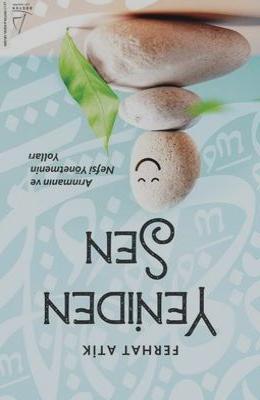 FERHAT ATİK
YENİDEN
SEN
Arınmanın ve
Nefsi Yönetmenin
Yolları